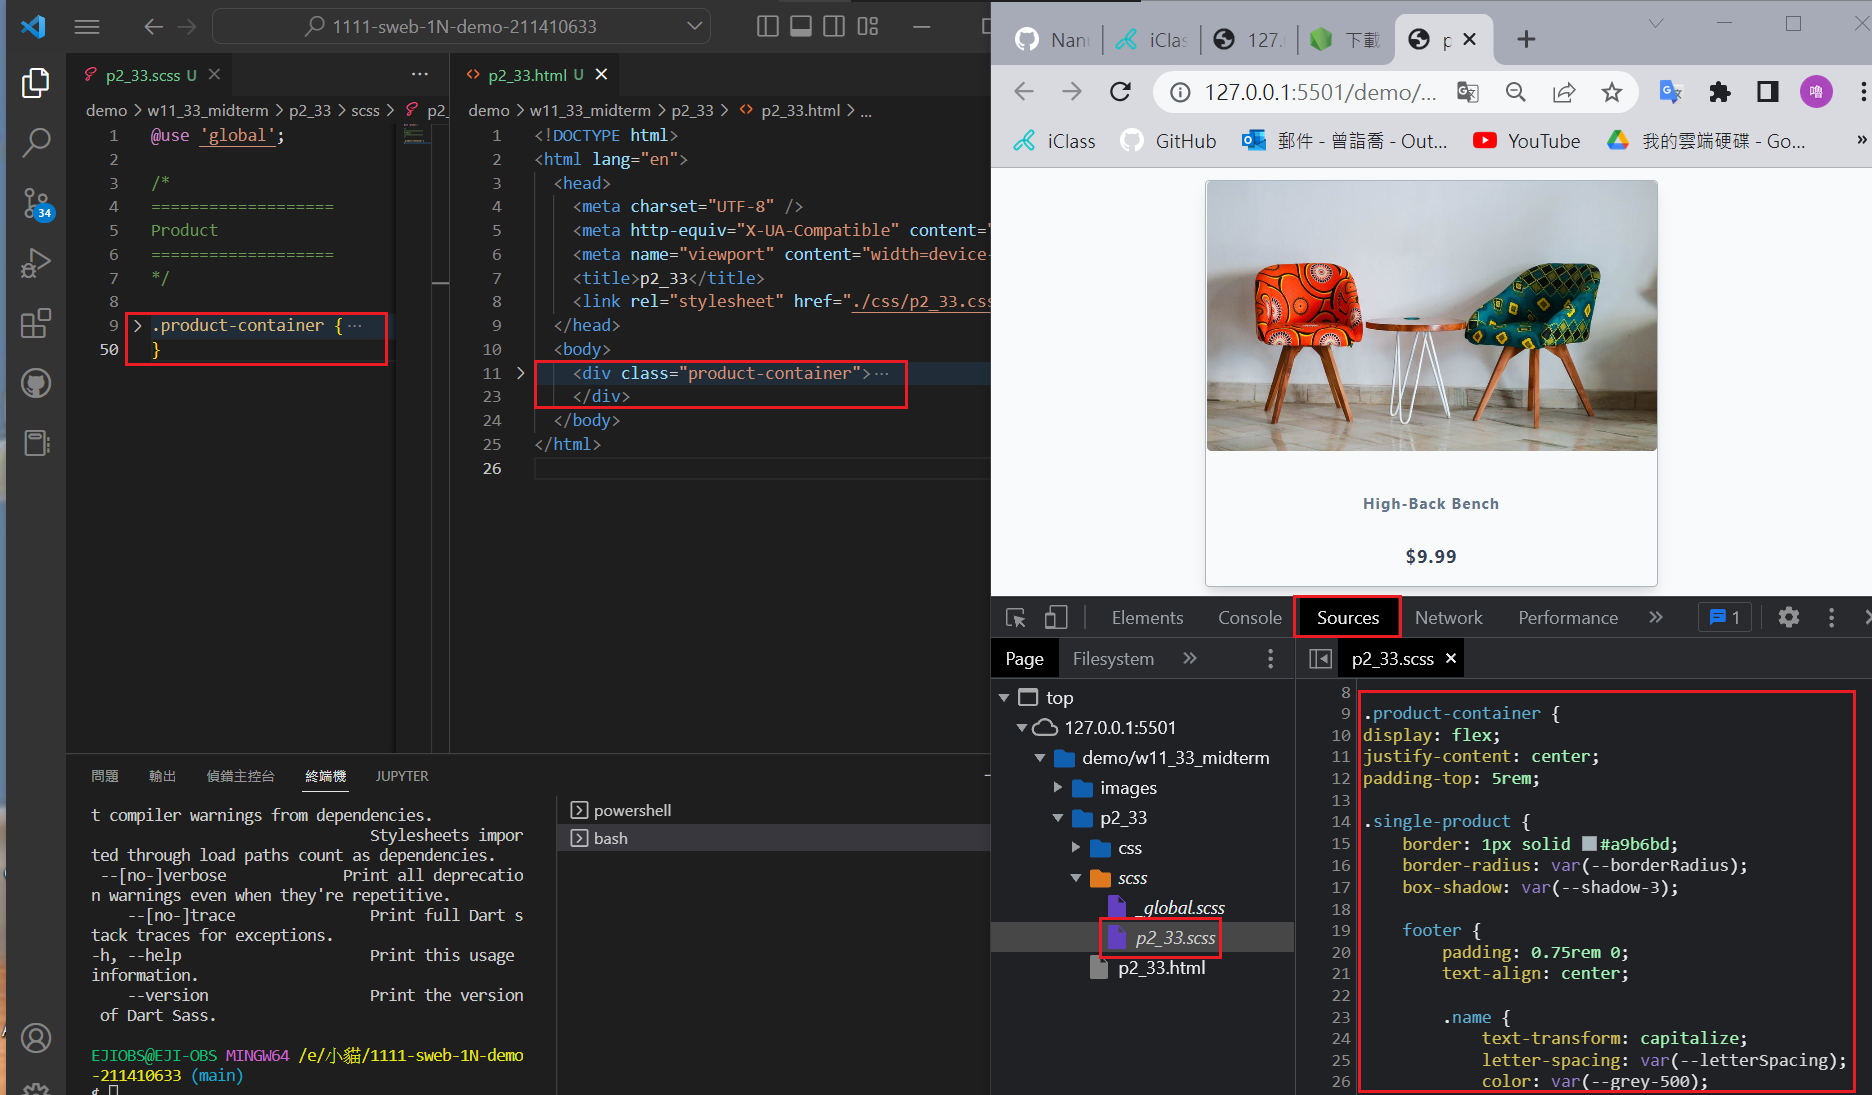 1111-sweb-1N-demo-211410633
p2_33.scss U
demo > w11_33_midterm > p2_33 > scss > p2_
1 @use 'global';
2
3 /*
4 ===================
5 Product
6 ===================
7 */
8
9 .product-container { ...
50 }
p2_33.html U
demo > w11_33_midterm > p2_33 > p2_33.html > ...
1 <!DOCTYPE html>
2 <html lang="en">
3 <head>
4 <meta charset="UTF-8" />
5 <meta http-equiv="X-UA-Compatible" content="
6 <meta name="viewport" content="width=device-
7 <title>p2_33</title>
8 <link rel="stylesheet" href="./css/p2_33.css
9 </head>
10 <body>
11 <div class="product-container"> ...
23 </div>
24 </body>
25 </html>
26
34
問題 輸出 偵錯主控台 終端機 JUPYTER
t compiler warnings from dependencies.
Stylesheets impor
ted through load paths count as dependencies.
--[no-]verbose Print all deprecatio
n warnings even when they're repetitive.
--[no-]trace Print full Dart s
tack traces for exceptions.
-h, --help Print this usage
information.
--version Print the version
of Dart Sass.
EJIOBS@EJI-OBS MINGW64 /e/小貓/1111-sweb-1N-demo
-211410633 (main)
$
powershell
bash
Nanu iClas 127. 下載 p
127.0.0.1:5501/demo/...
嚕
iClass GitHub 郵件 - 曾詣喬 - Out... YouTube 我的雲端硬碟 - Go... »
High-Back Bench
$9.99
Elements Console Sources Network Performance » 1
Page Filesystem »
top
127.0.0.1:5501
demo/w11_33_midterm
images
p2_33
css
scss
_global.scss
p2_33.scss
p2_33.html
p2_33.scss
8
9 .product-container {
10 display: flex;
11 justify-content: center;
12 padding-top: 5rem;
13
14 .single-product {
15 border: 1px solid #a9b6bd;
16 border-radius: var(--borderRadius);
17 box-shadow: var(--shadow-3);
18
19 footer {
20 padding: 0.75rem 0;
21 text-align: center;
22
23 .name {
24 text-transform: capitalize;
25 letter-spacing: var(--letterSpacing);
26 color: var(--grey-500);